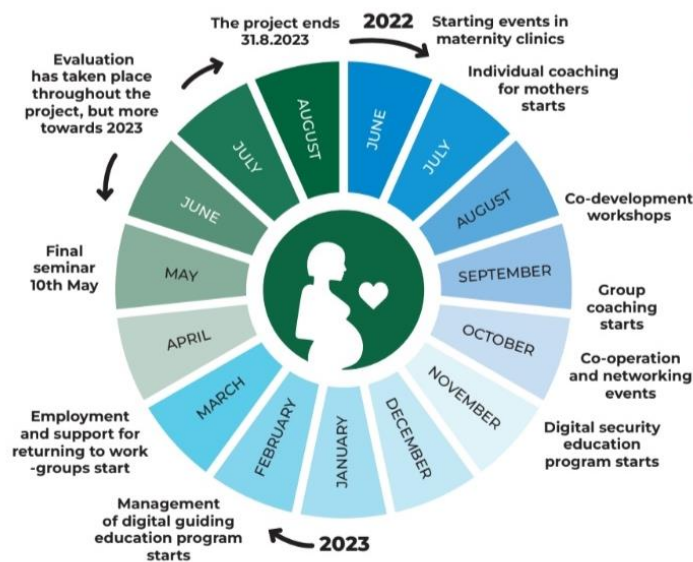 The project ends
31.8.2023
2022
Starting events in
maternity clinics
Individual coaching
for mothers
starts
Co-development
workshops
Group
coaching
starts
Co-operation
and networking
events
Digital security
education
program starts
2023
Management
of digital guiding
education program
starts
Employment
and support for
returning to work
-groups start
Final
seminar
10th May
Evaluation
has taken place
throughout the
project, but more
towards 2023
JUNE
JULY
AUGUST
SEPTEMBER
OCTOBER
NOVEMBER
DECEMBER
JANUARY
FEBRUARY
MARCH
APRIL
MAY
JUNE
JULY
AUGUST